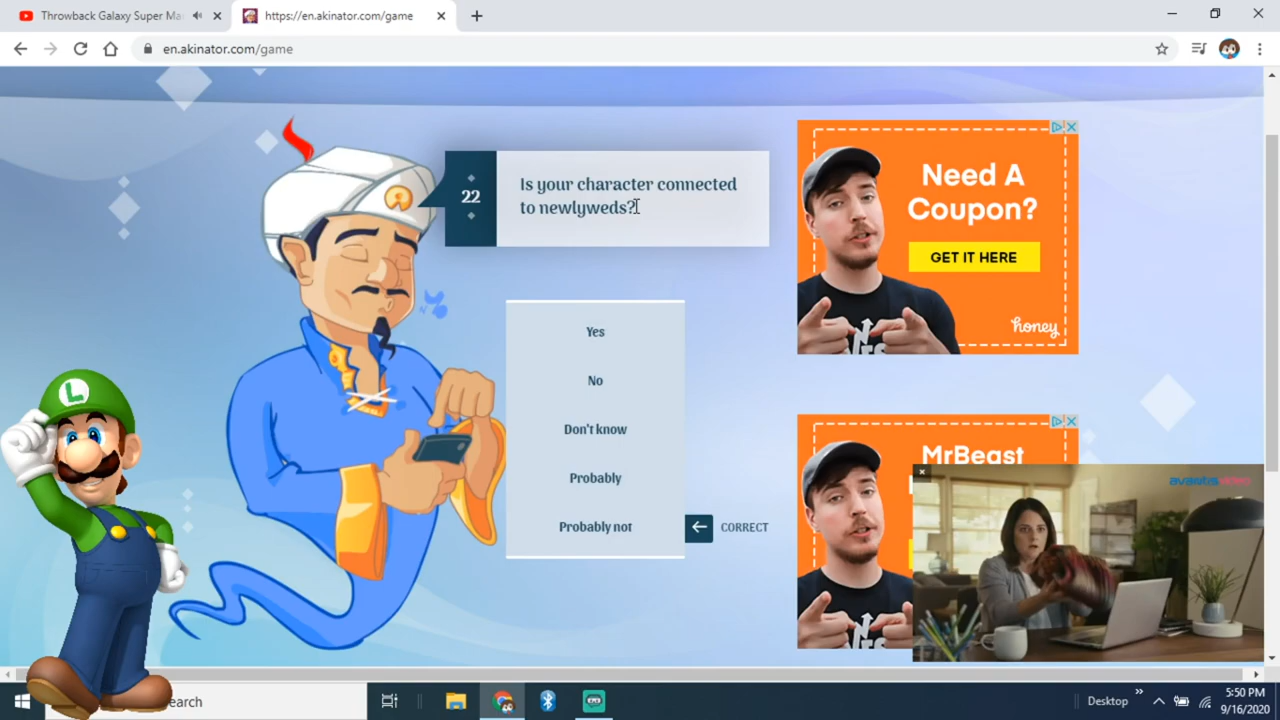 Throwback Galaxy Super Ma
https://en.akinator.com/game
en.akinator.com/game
22
Is your character connected
to newlyweds?
Yes
No
Don't know
Probably
Probably not
CORRECT
Need A
Coupon?
GET IT HERE
honey
MrBeast
L
earch
Desktop
5:50 PM
9/16/2020